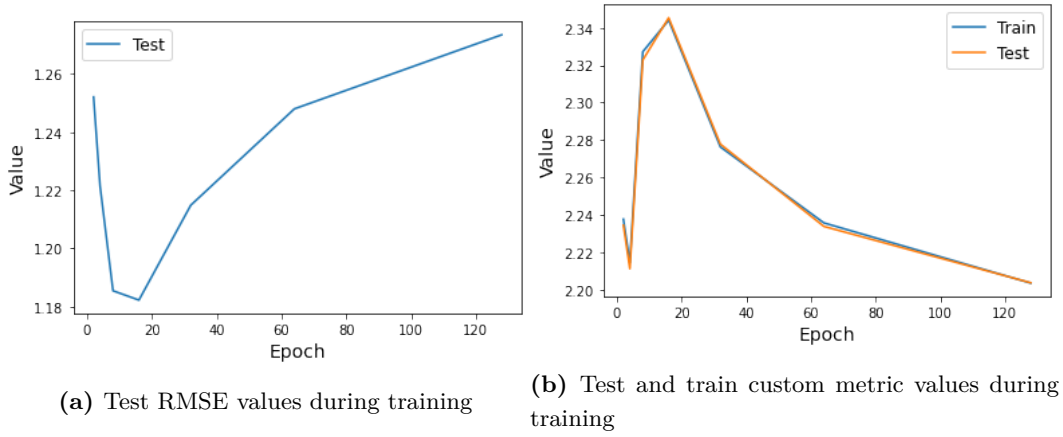 Test
1.26
1.24
1.22
1.20
1.18
Value
0
20
40
60
80
100
120
Epoch
(a) Test RMSE values during training
Train
Test
2.34
2.32
2.30
2.28
2.26
2.24
2.22
2.20
Value
0
20
40
60
80
100
120
Epoch
(b) Test and train custom metric values during
training